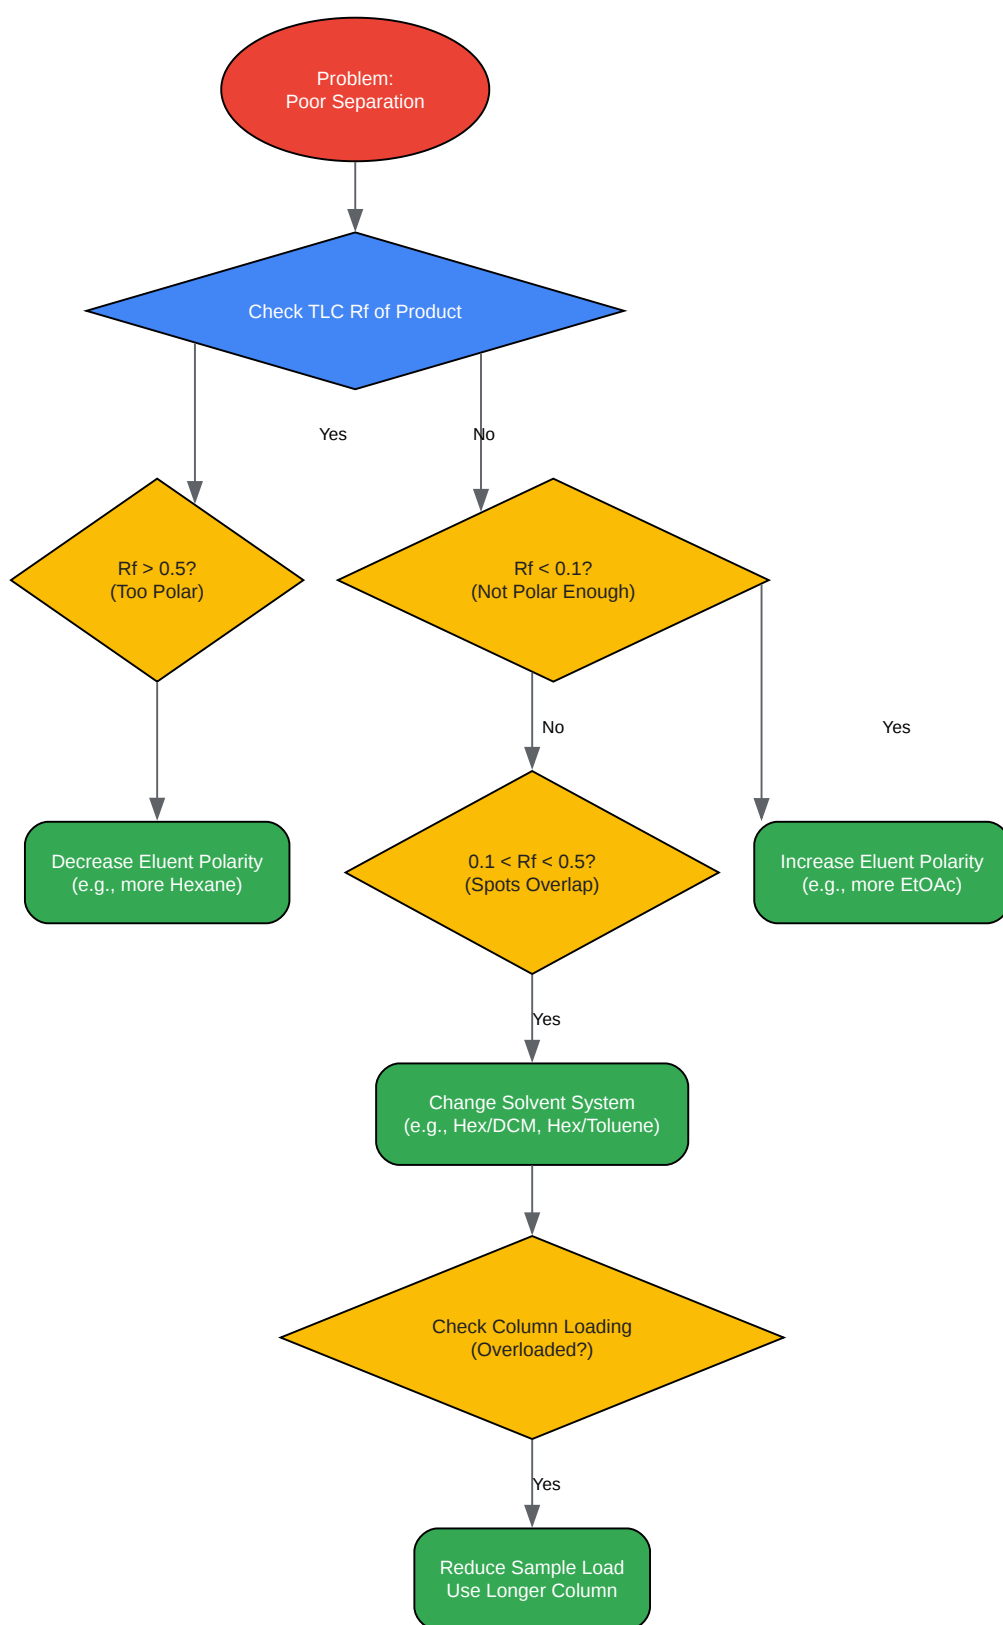 Problem:
Poor Separation
Check TLC Rf of Product
Yes
No
Rf > 0.5?
(Too Polar)
Rf < 0.1?
(Not Polar Enough)
No
Yes
Decrease Eluent Polarity
(e.g., more Hexane)
0.1 < Rf < 0.5?
(Spots Overlap)
Increase Eluent Polarity
(e.g., more EtOAc)
Yes
Change Solvent System
(e.g., Hex/DCM, Hex/Toluene)
Check Column Loading
(Overloaded?)
Yes
Reduce Sample Load
Use Longer Column